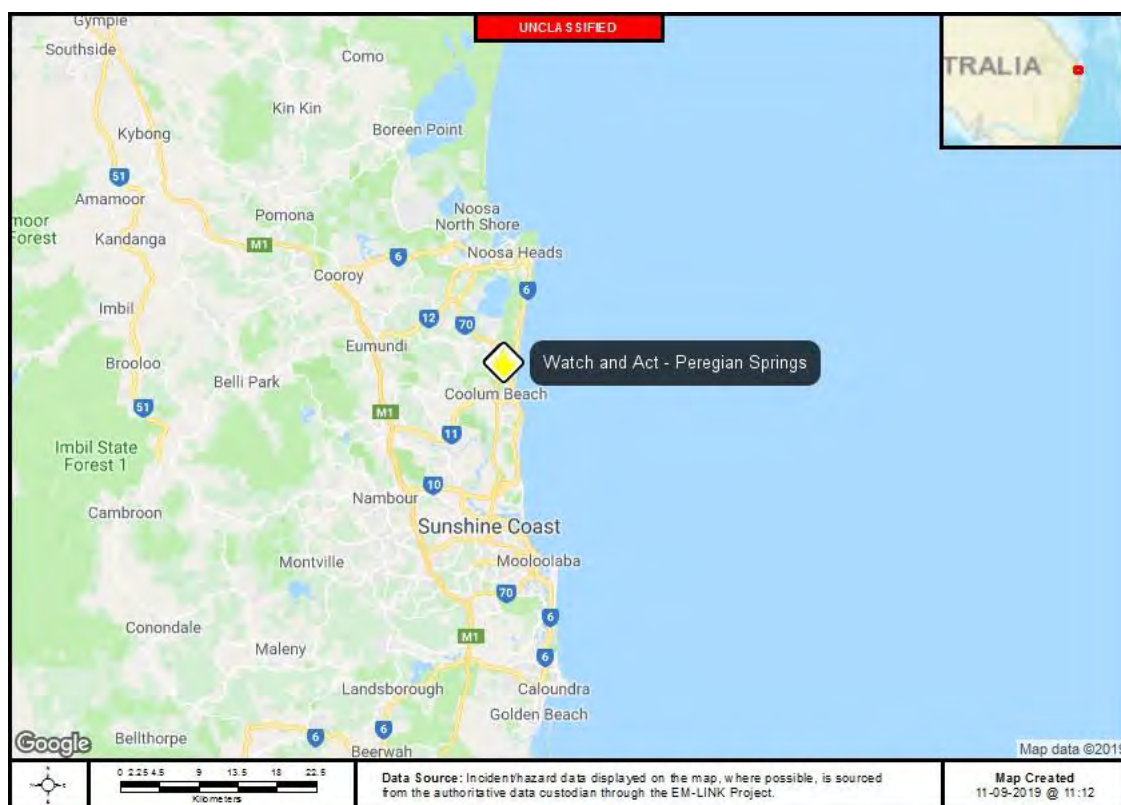 UNCLASSIFIED
Gympie
Southside
Como
TRALIA
Kin Kin
Boreen Point
Kybong
51
Amamoor
Pomona
Noosa
North Shore
moor
Forest
Kandanga
M1
6
Noosa Heads
Cooroy
6
Imbil
12
70
Eumundi
Brooloo
Watch and Act - Peregian Springs
Belli Park
Coolum Beach
51
M1
11
Imbil State
Forest 1
10
Nambour
Cambroon
Sunshine Coast
Montville
Mooloolaba
70
6
Conondale
M1
Maleny
6
Landsborough
Caloundra
Golden Beach
6
6
Bellthorpe
Beerwah
Google
Map data ©2019
0 2.25 4.5 9 13.5 18 22.5
Kilometers
Data Source: Incident/hazard data displayed on the map, where possible, is sourced
from the authoritative data custodian through the EM-LINK Project.
Map Created
11-09-2019 @ 11:12